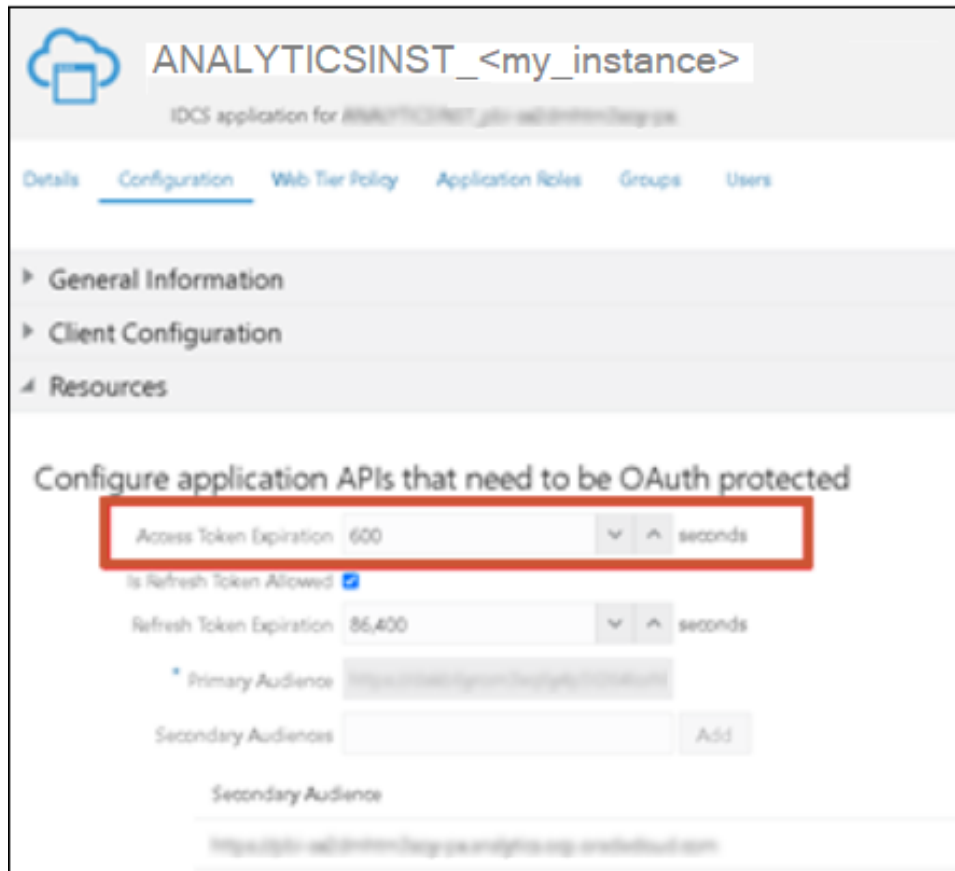 ANALYTICSINST_<my_instance>
IDCS application for
Details Configuration Web Tier Policy Application Roles Groups Users
General Information
Client Configuration
Resources
Configure application APIs that need to be OAuth protected
Access Token Expiration 600 seconds
Is Refresh Token Allowed
Refresh Token Expiration 86,400 seconds
* Primary Audience
Secondary Audiences Add
Secondary Audience